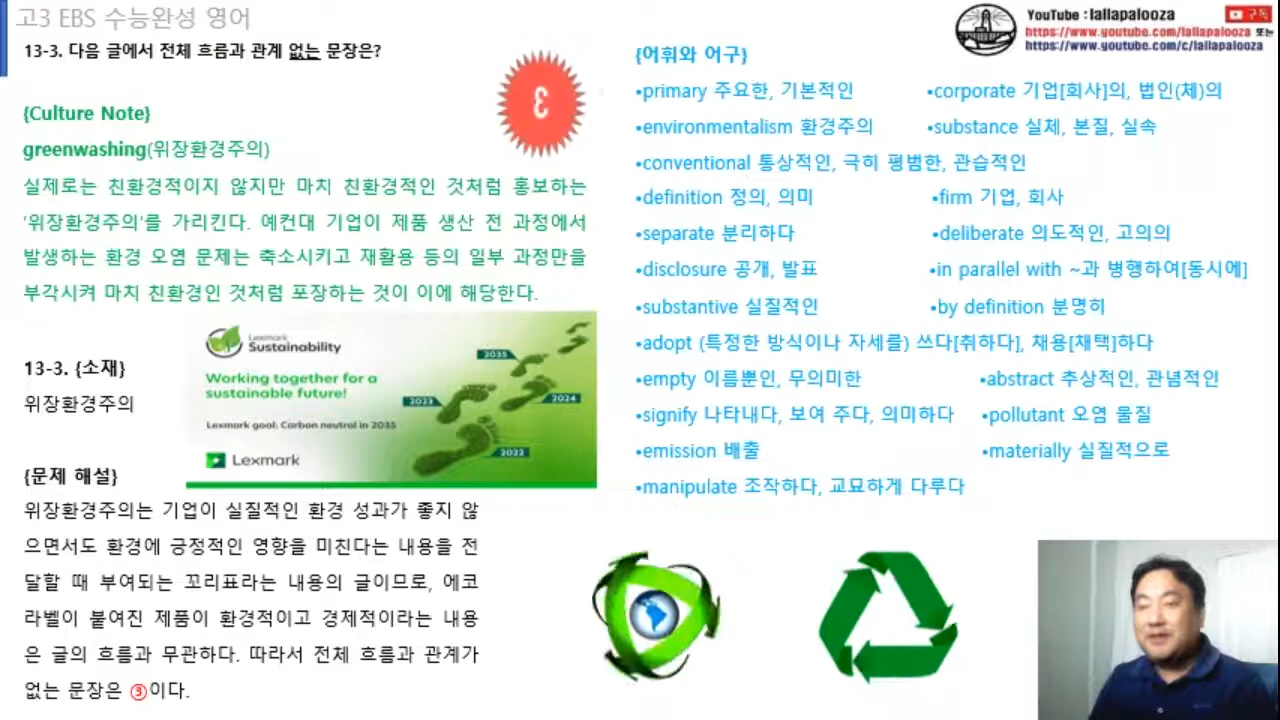 고3 EBS 수능완성 영어
YouTube : lallapalooza
구독
https://www.youtube.com/lallapalooza 또는
https://www.youtube.com/c/lallapalooza
13-3. 다음 글에서 전체 흐름과 관계 없는 문장은?
3
{Culture Note}
greenwashing(위장환경주의)
실제로는 친환경적이지 않지만 마치 친환경적인 것처럼 홍보하는
'위장환경주의'를 가리킨다. 예컨대 기업이 제품 생산 전 과정에서
발생하는 환경 오염 문제는 축소시키고 재활용 등의 일부 과정만을
부각시켜 마치 친환경인 것처럼 포장하는 것이 이에 해당한다.
Lexmark
Sustainability
Working together for a
sustainable future!
Lexmark goal: Carbon neutral in 2035
Lexmark
2035
2024
2023
2022
13-3. {소재}
위장환경주의
{문제 해설}
위장환경주의는 기업이 실질적인 환경 성과가 좋지 않
으면서도 환경에 긍정적인 영향을 미친다는 내용을 전
달할 때 부여되는 꼬리표라는 내용의 글이므로, 에코
라벨이 붙여진 제품이 환경적이고 경제적이라는 내용
은 글의 흐름과 무관하다. 따라서 전체 흐름과 관계가
없는 문장은 ③이다.
{어휘와 어구}
•primary 주요한, 기본적인 •corporate 기업[회사]의, 법인(체)의
•environmentalism 환경주의 •substance 실체, 본질, 실속
•conventional 통상적인, 극히 평범한, 관습적인
•definition 정의, 의미 •firm 기업, 회사
•separate 분리하다 •deliberate 의도적인, 고의의
•disclosure 공개, 발표 •in parallel with ~과 병행하여[동시에]
•substantive 실질적인 •by definition 분명히
•adopt (특정한 방식이나 자세를) 쓰다[취하다], 채용[채택]하다
•empty 이름뿐인, 무의미한 •abstract 추상적인, 관념적인
•signify 나타내다, 보여 주다, 의미하다 •pollutant 오염 물질
•emission 배출 •materially 실질적으로
•manipulate 조작하다, 교묘하게 다루다